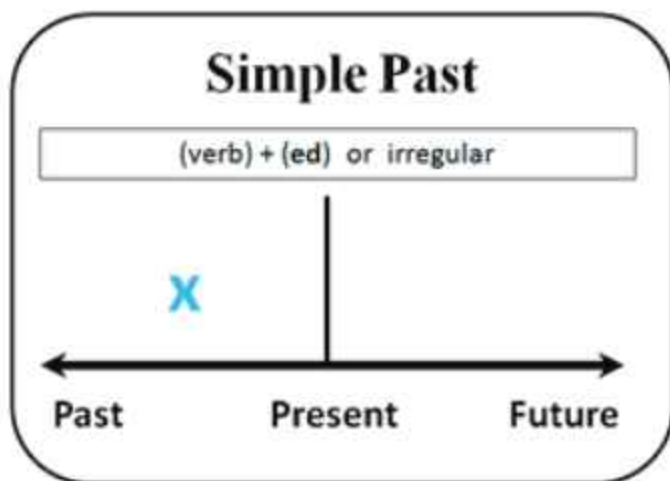 Simple Past
(verb) + (ed) or irregular
X
Past Present Future